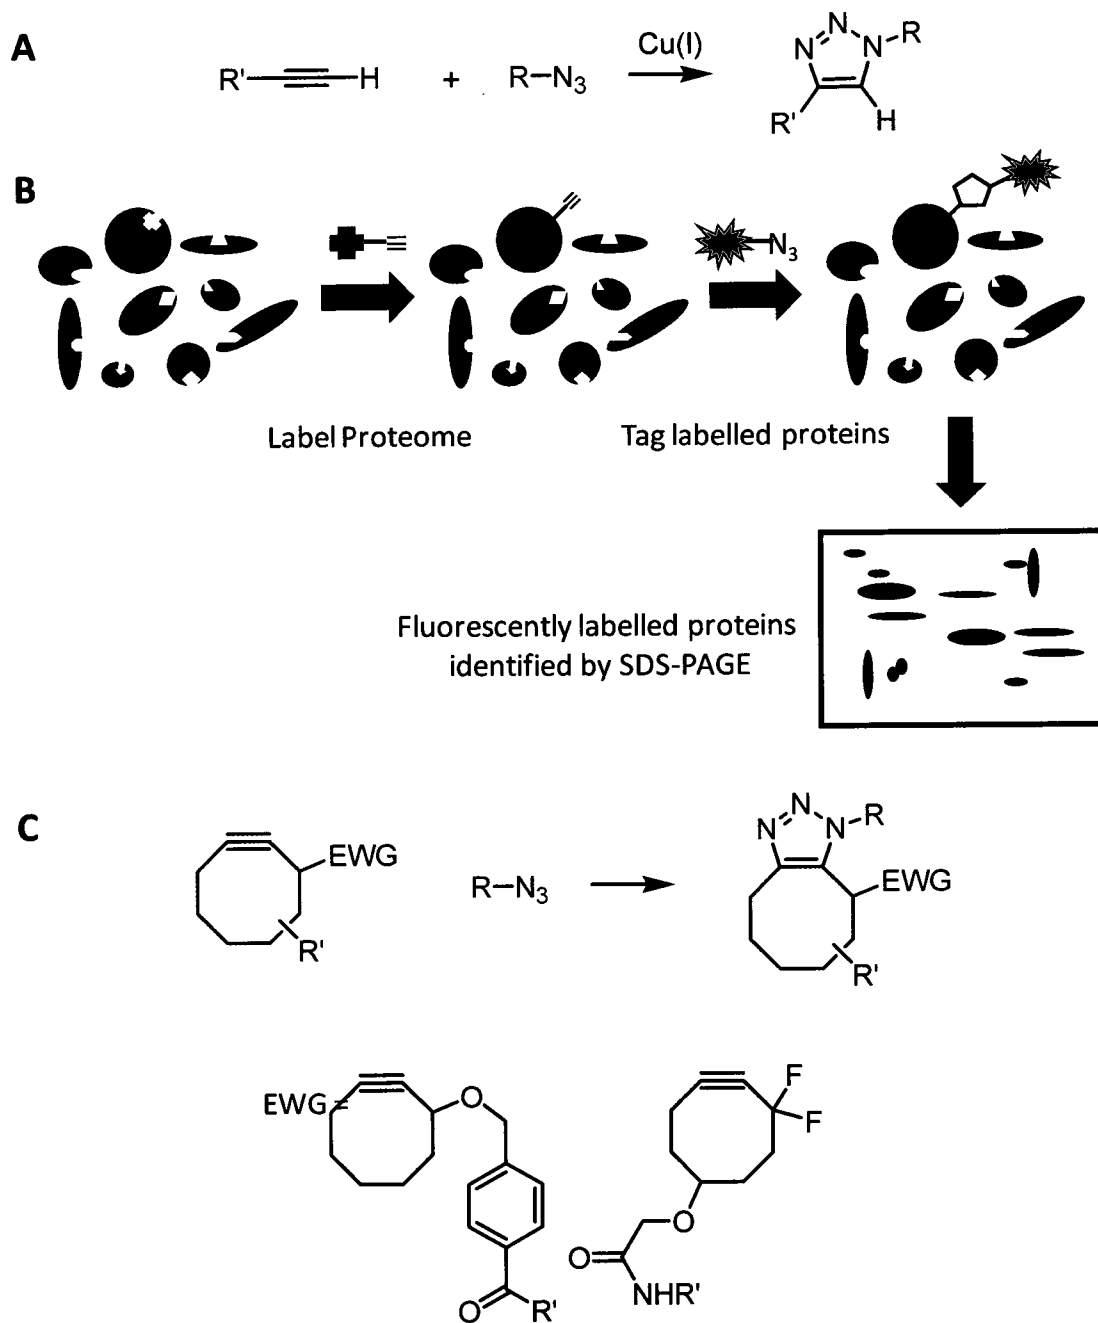 A
R' H + R-N3 Cu(I) N N N R R' H
B
N3
Label Proteome
Tag labelled proteins
Fluorescently labelled proteins
identified by SDS-PAGE
C
EWG R' R-N3 N N N R EWG R'
EWG = O O R'
F F O O NHR'